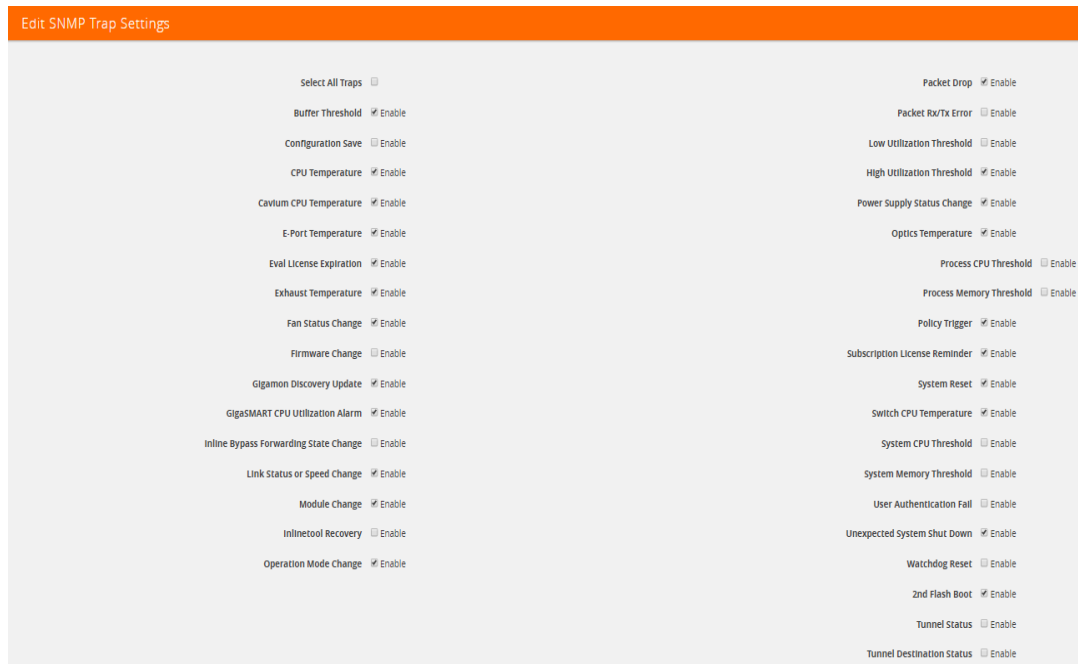 Edit SNMP Trap Settings
Select All Traps
Buffer Threshold Enable
Configuration Save Enable
CPU Temperature Enable
Cavium CPU Temperature Enable
E-Port Temperature Enable
Eval License Expiration Enable
Exhaust Temperature Enable
Fan Status Change Enable
Firmware Change Enable
Gigamon Discovery Update Enable
GigaSMART CPU Utilization Alarm Enable
Inline Bypass Forwarding State Change Enable
Link Status or Speed Change Enable
Module Change Enable
Inlinetool Recovery Enable
Operation Mode Change Enable
Packet Drop Enable
Packet Rx/Tx Error Enable
Low Utilization Threshold Enable
High Utilization Threshold Enable
Power Supply Status Change Enable
Optics Temperature Enable
Process CPU Threshold Enable
Process Memory Threshold Enable
Policy Trigger Enable
Subscription License Reminder Enable
System Reset Enable
Switch CPU Temperature Enable
System CPU Threshold Enable
System Memory Threshold Enable
User Authentication Fail Enable
Unexpected System Shut Down Enable
Watchdog Reset Enable
2nd Flash Boot Enable
Tunnel Status Enable
Tunnel Destination Status Enable